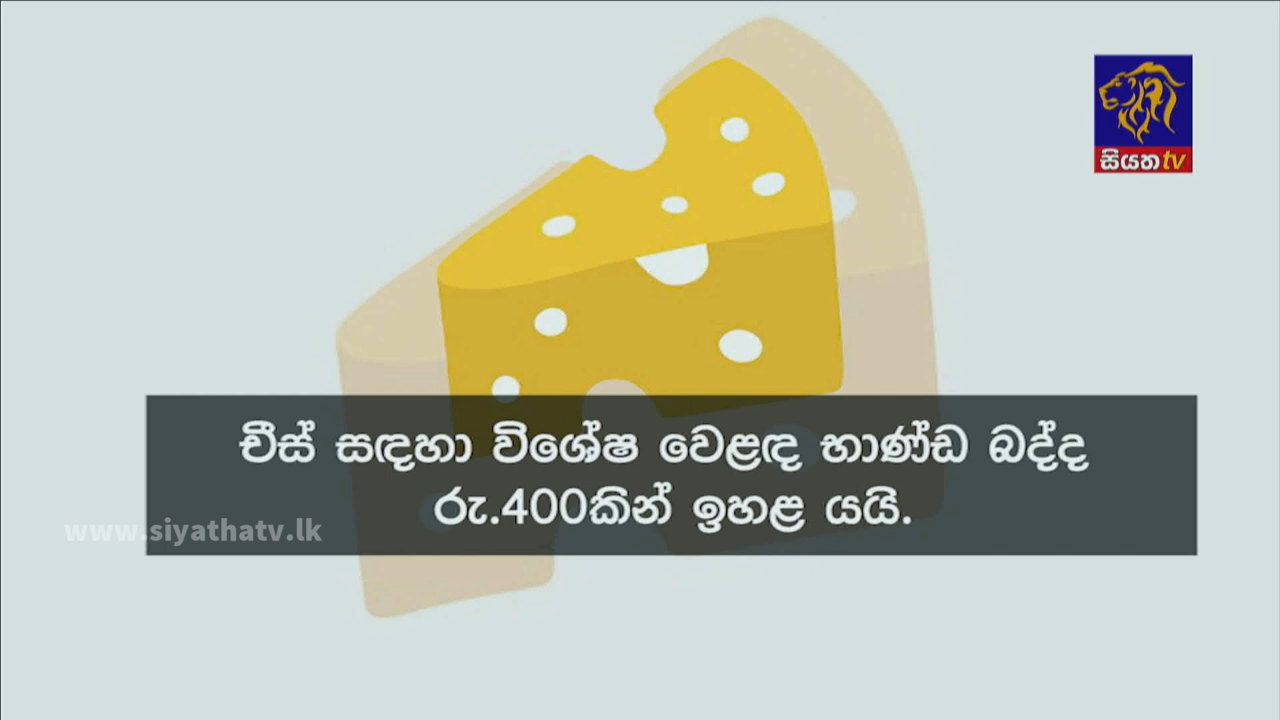 සියත tv
චීස් සඳහා විශේෂ වෙළඳ භාණ්ඩ බද්ද
රු.400කින් ඉහළ යයි.
www.siyathatv.lk